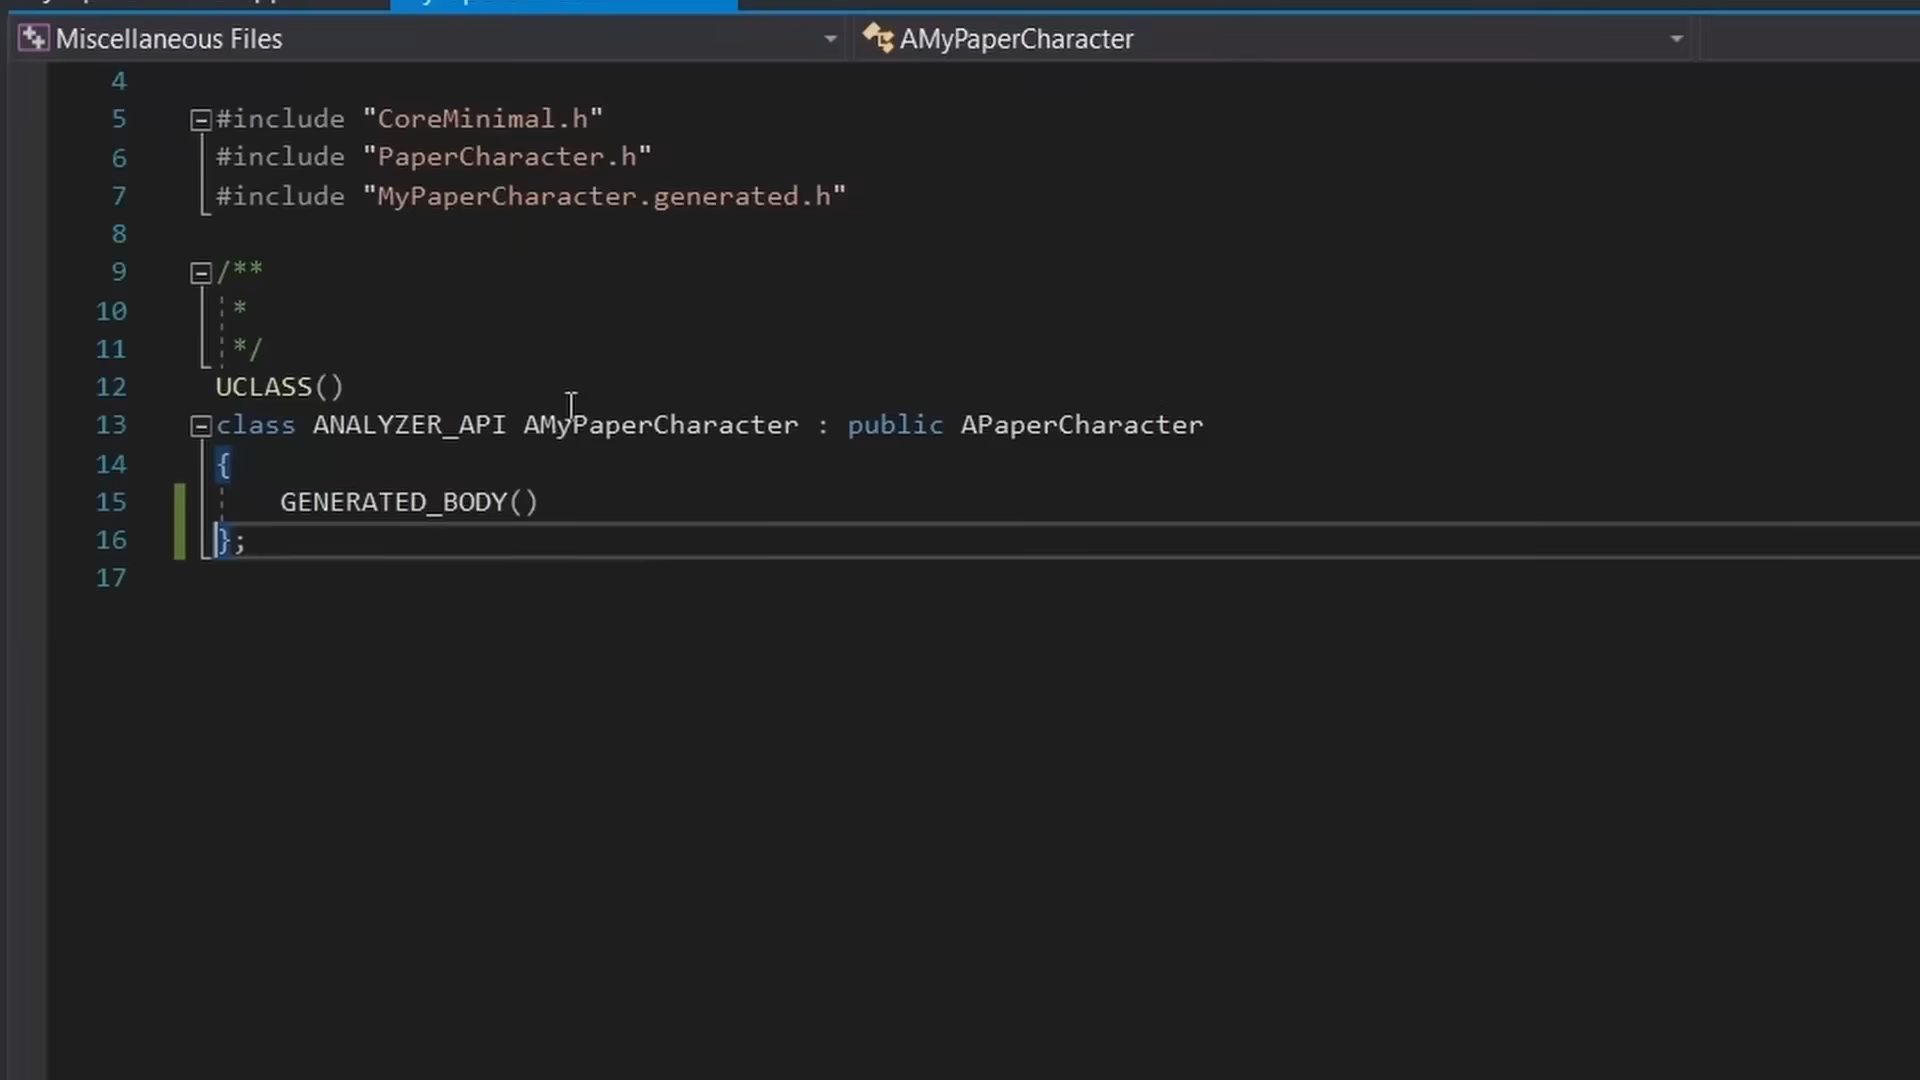 Miscellaneous Files
AMyPaperCharacter
4
5 #include "CoreMinimal.h"
6 #include "PaperCharacter.h"
7 #include "MyPaperCharacter.generated.h"
8
9 /**
10 *
11 */
12 UCLASS()
13 class ANALYZER_API AMyPaperCharacter : public APaperCharacter
14 {
15 GENERATED_BODY()
16 };
17